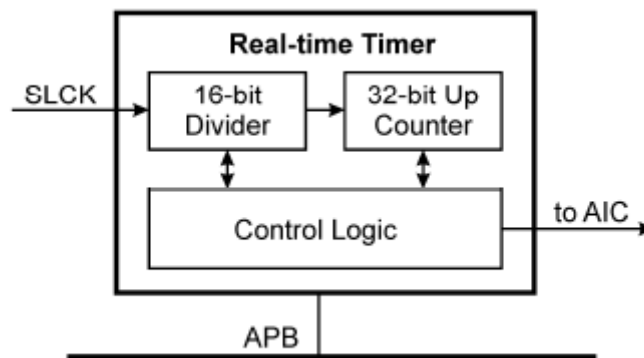 Real-time Timer
SLCK
16-bit
Divider
32-bit Up
Counter
Control Logic
to AIC
APB